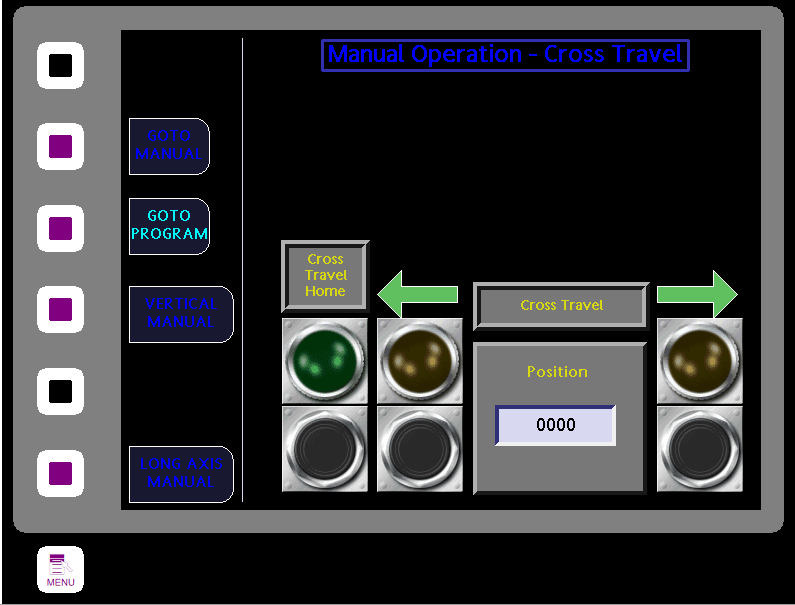 Manual Operation - Cross Travel
GOTO
MANUAL
GOTO
PROGRAM
VERTICAL
MANUAL
LONG AXIS
MANUAL
Cross
Travel
Home
Cross Travel
Position
0000
MENU